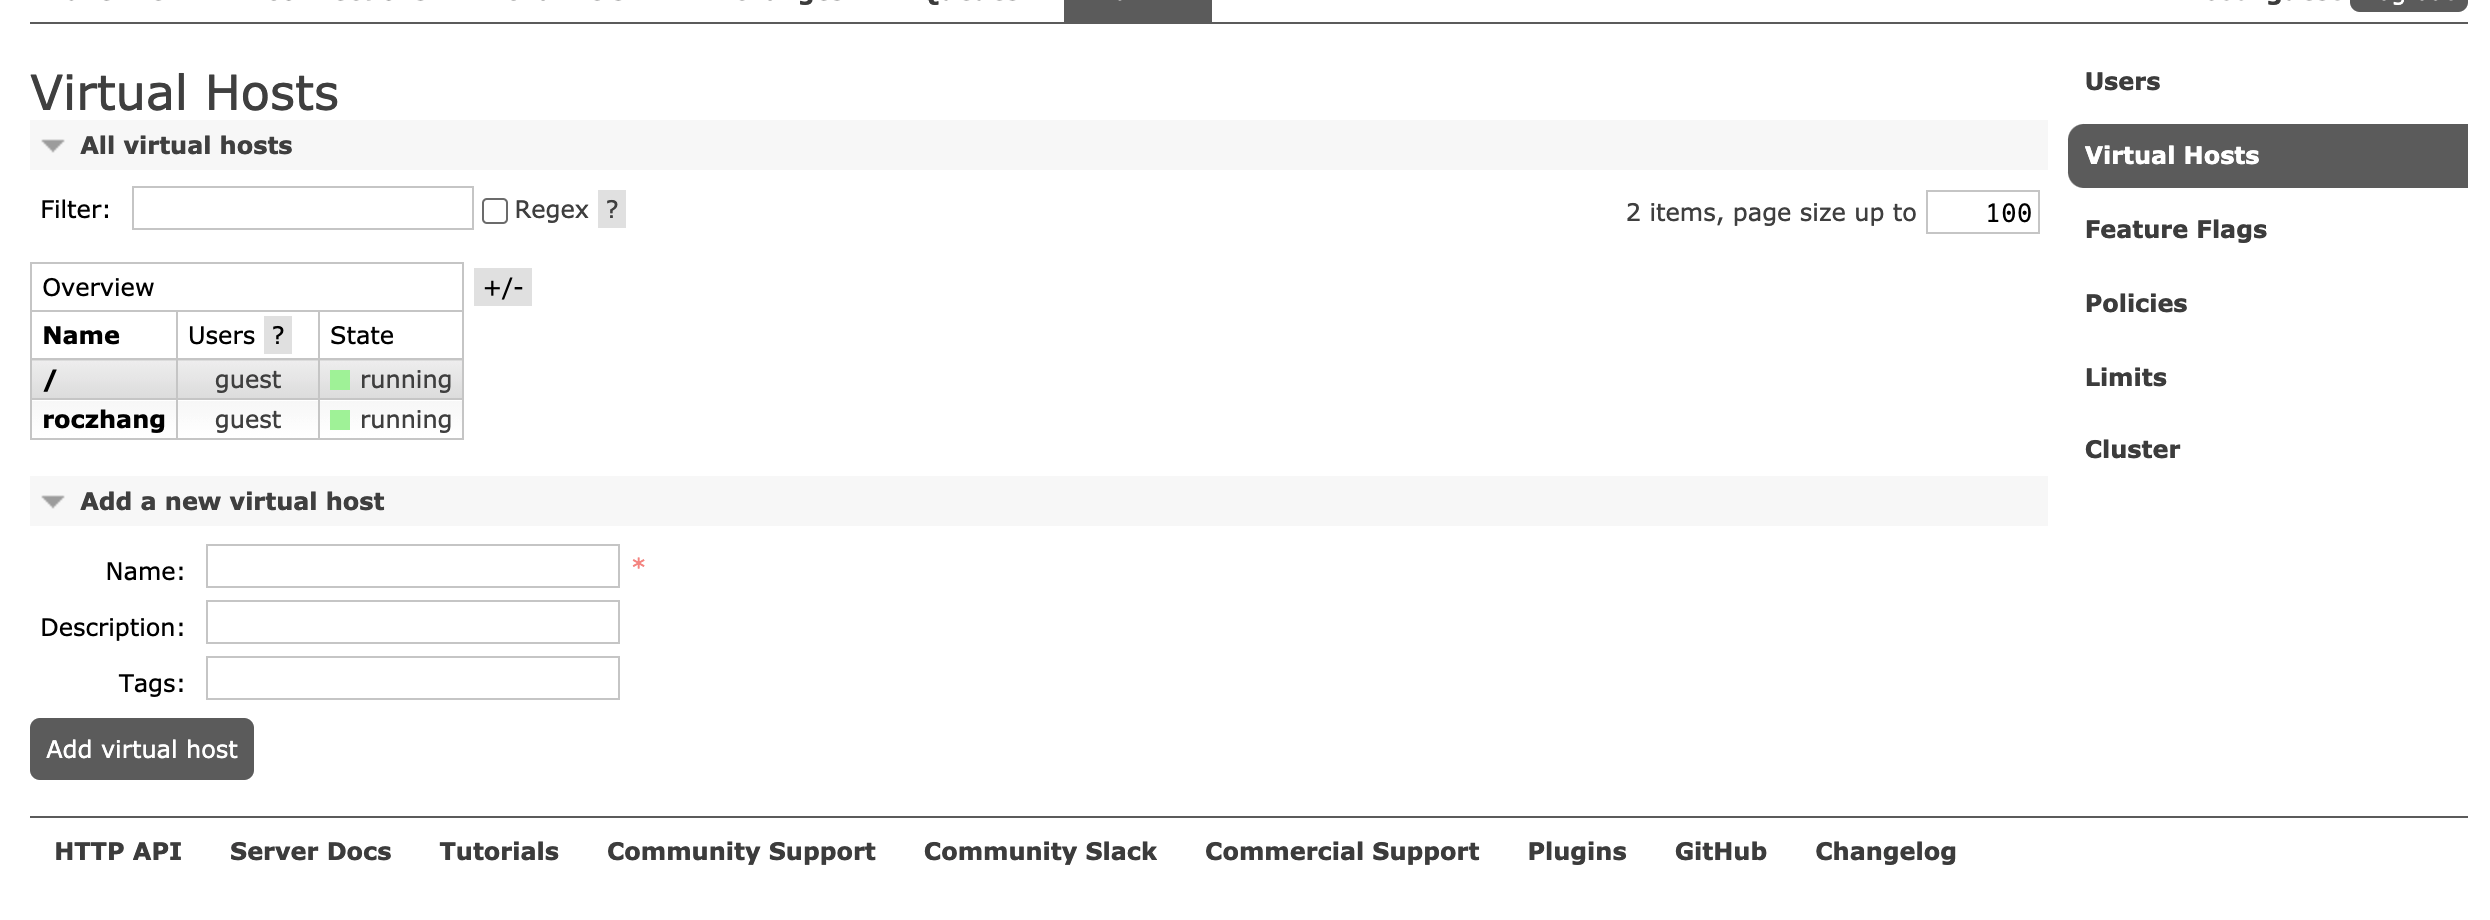 Virtual Hosts
All virtual hosts
Filter: Regex ? 2 items, page size up to 100
Overview +/-
Name Users ? State
/ guest running
roczhang guest running
Add a new virtual host
Name: *
Description:
Tags:
Add virtual host
Users
Virtual Hosts
Feature Flags
Policies
Limits
Cluster
HTTP API Server Docs Tutorials Community Support Community Slack Commercial Support Plugins GitHub Changelog